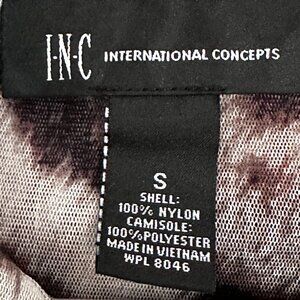 I·N·C INTERNATIONAL CONCEPTS
S
SHELL:
100% NYLON
CAMISOLE:
100%POLYESTER
MADE IN VIETNAM
WPL 8046